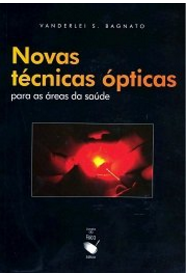 VANDERLEI S. BAGNATO
Novas
técnicas ópticas
para as áreas da saúde